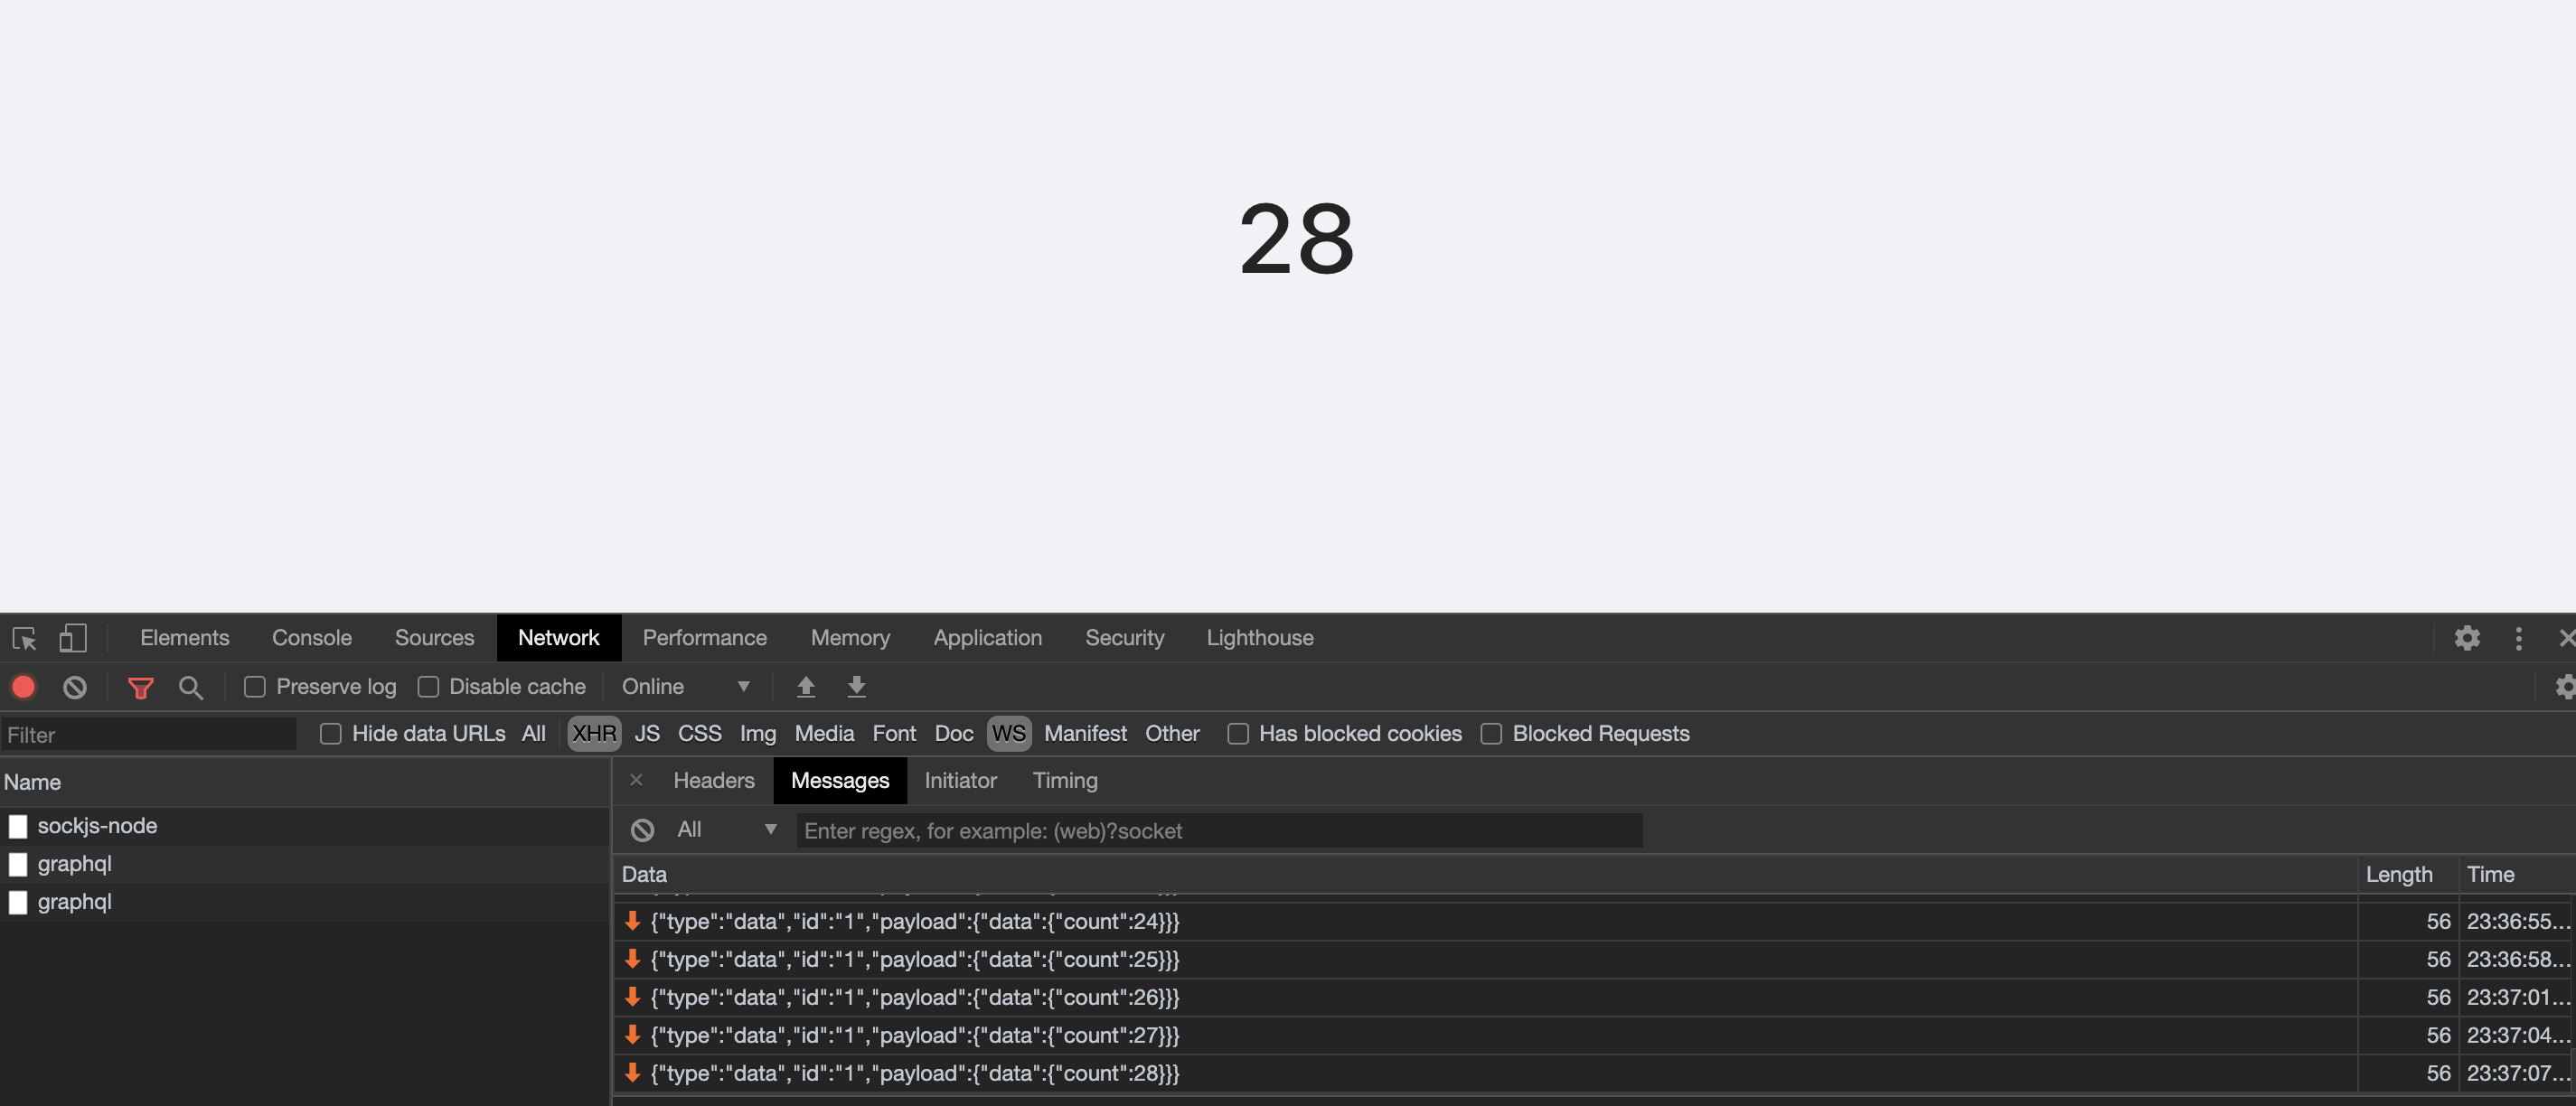 28
Elements Console Sources Network Performance Memory Application Security Lighthouse
Preserve log Disable cache Online
Filter Hide data URLs All XHR JS CSS Img Media Font Doc WS Manifest Other Has blocked cookies Blocked Requests
Name
sockjs-node
graphql
graphql
Headers Messages Initiator Timing
All Enter regex, for example: (web)?socket
Data Length Time
{"type":"data","id":"1","payload":{"data":{"count":24}}} 56 23:36:55...
{"type":"data","id":"1","payload":{"data":{"count":25}}} 56 23:36:58...
{"type":"data","id":"1","payload":{"data":{"count":26}}} 56 23:37:01...
{"type":"data","id":"1","payload":{"data":{"count":27}}} 56 23:37:04...
{"type":"data","id":"1","payload":{"data":{"count":28}}} 56 23:37:07...